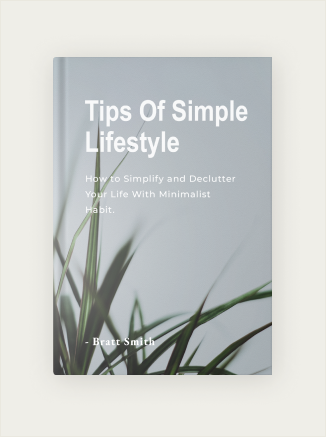 Tips Of Simple
Lifestyle
How to Simplify and Declutter
Your Life With Minimalist
Habit.
- Bratt Smith